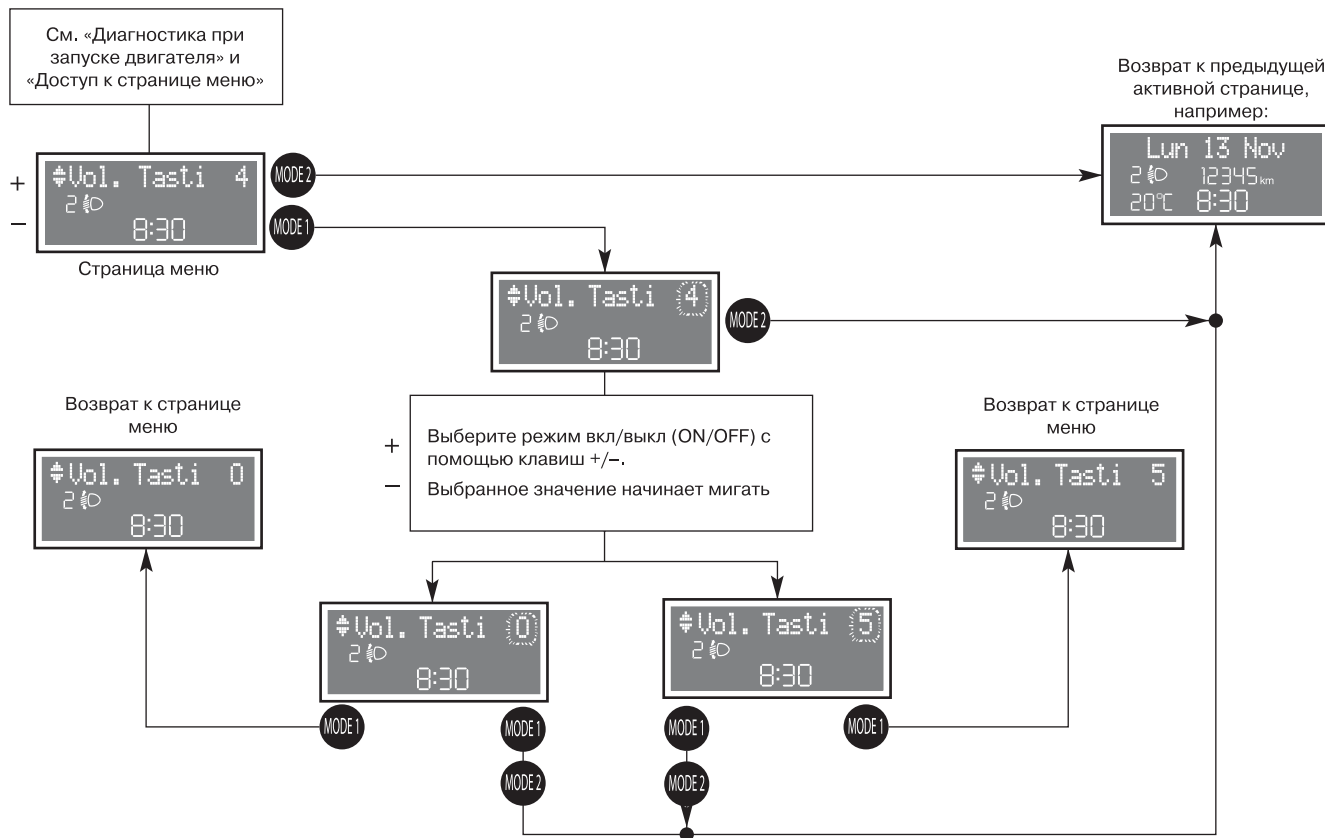 См. «Диагностика при
запуске двигателя» и
«Доступ к странице меню»
Возврат к предыдущей
активной странице,
например:
Lun 13 Nov
2 12345 km
20°C 8:30
+
–
Vol. Tasti 4
2
8:30
MODE 2
MODE 1
Страница меню
Vol. Tasti 4
2
8:30
MODE 2
Возврат к странице
меню
Vol. Tasti 0
2
8:30
+
–
Выберите режим вкл/выкл (ON/OFF) с
помощью клавиш +/–.
Выбранное значение начинает мигать
Возврат к странице
меню
Vol. Tasti 5
2
8:30
Vol. Tasti 0
2
8:30
Vol. Tasti 5
2
8:30
MODE 1
MODE 1
MODE 2
MODE 1
MODE 2
MODE 1